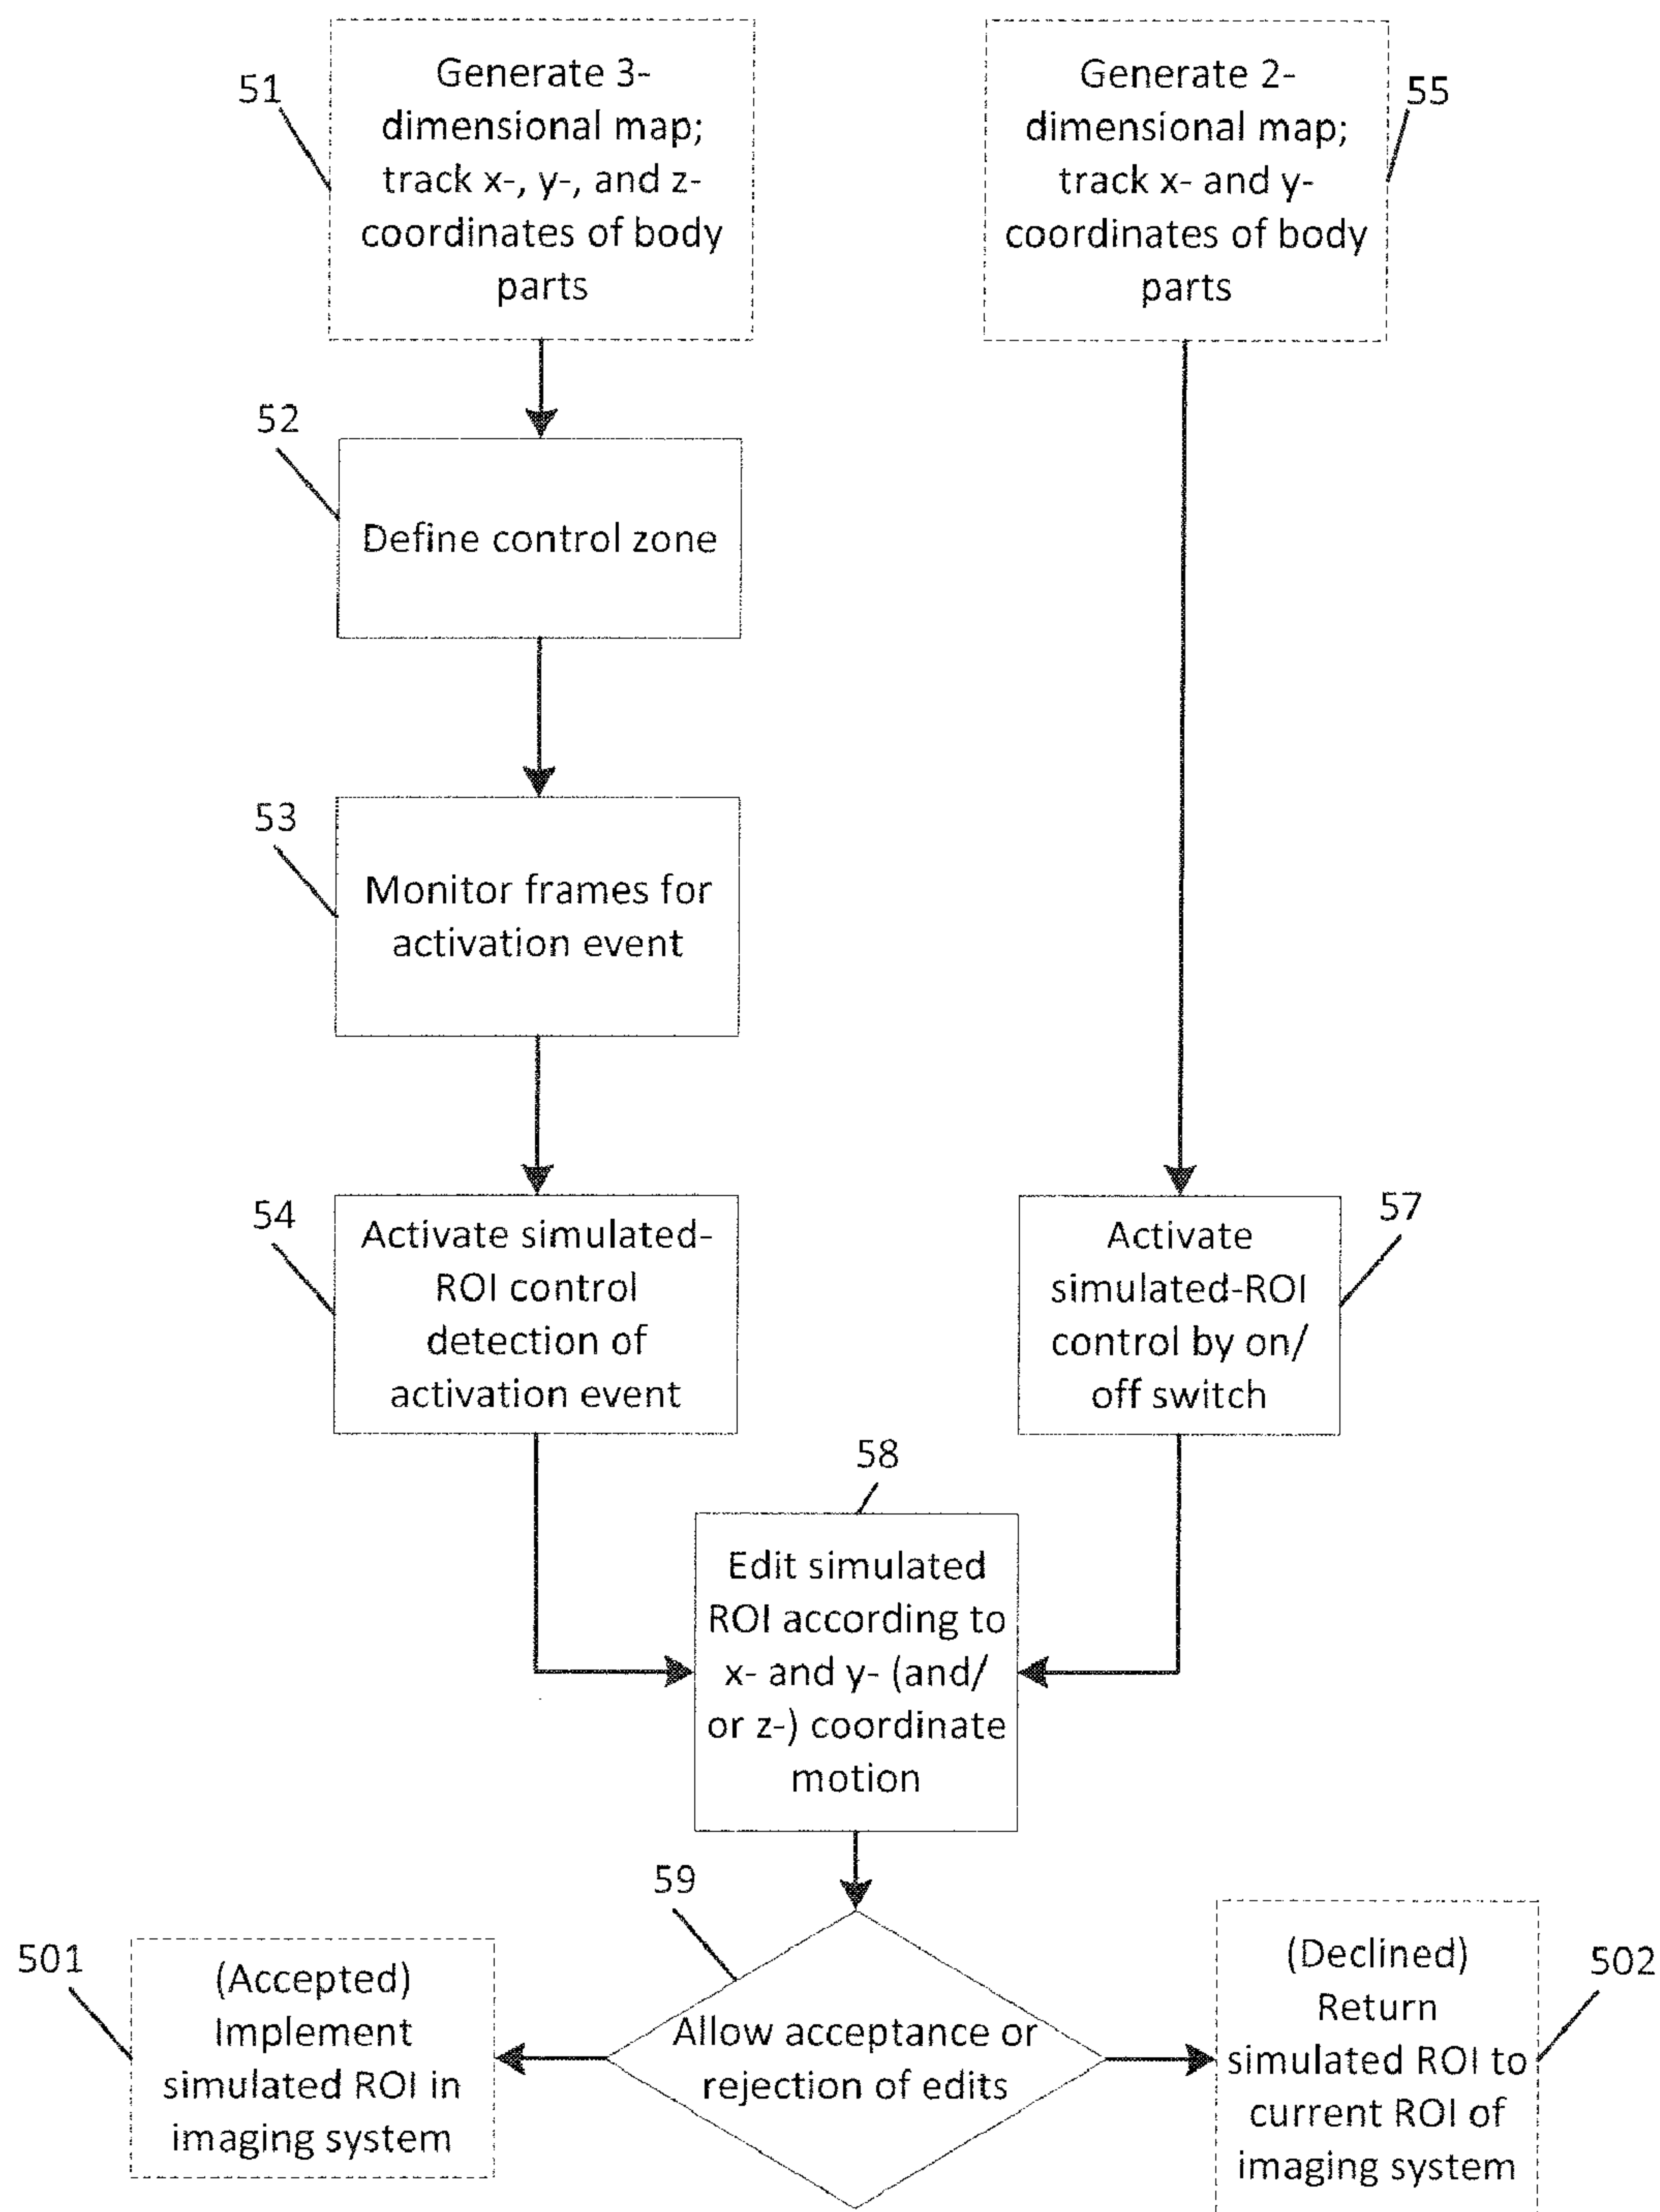 51
Generate 3-
dimensional map;
track x-, y-, and z-
coordinates of body
parts
Generate 2-
dimensional map;
track x- and y-
coordinates of body
parts
55
52
Define control zone
53
Monitor frames for
activation event
54
Activate simulated-
ROI control
detection of
activation event
Activate
simulated-ROI
control by on/
off switch
57
58
Edit simulated
ROI according to
x- and y- (and/
or z-) coordinate
motion
59
Allow acceptance or
rejection of edits
501
(Accepted)
Implement
simulated ROI in
imaging system
(Declined)
Return
simulated ROI to
current ROI of
imaging system
502